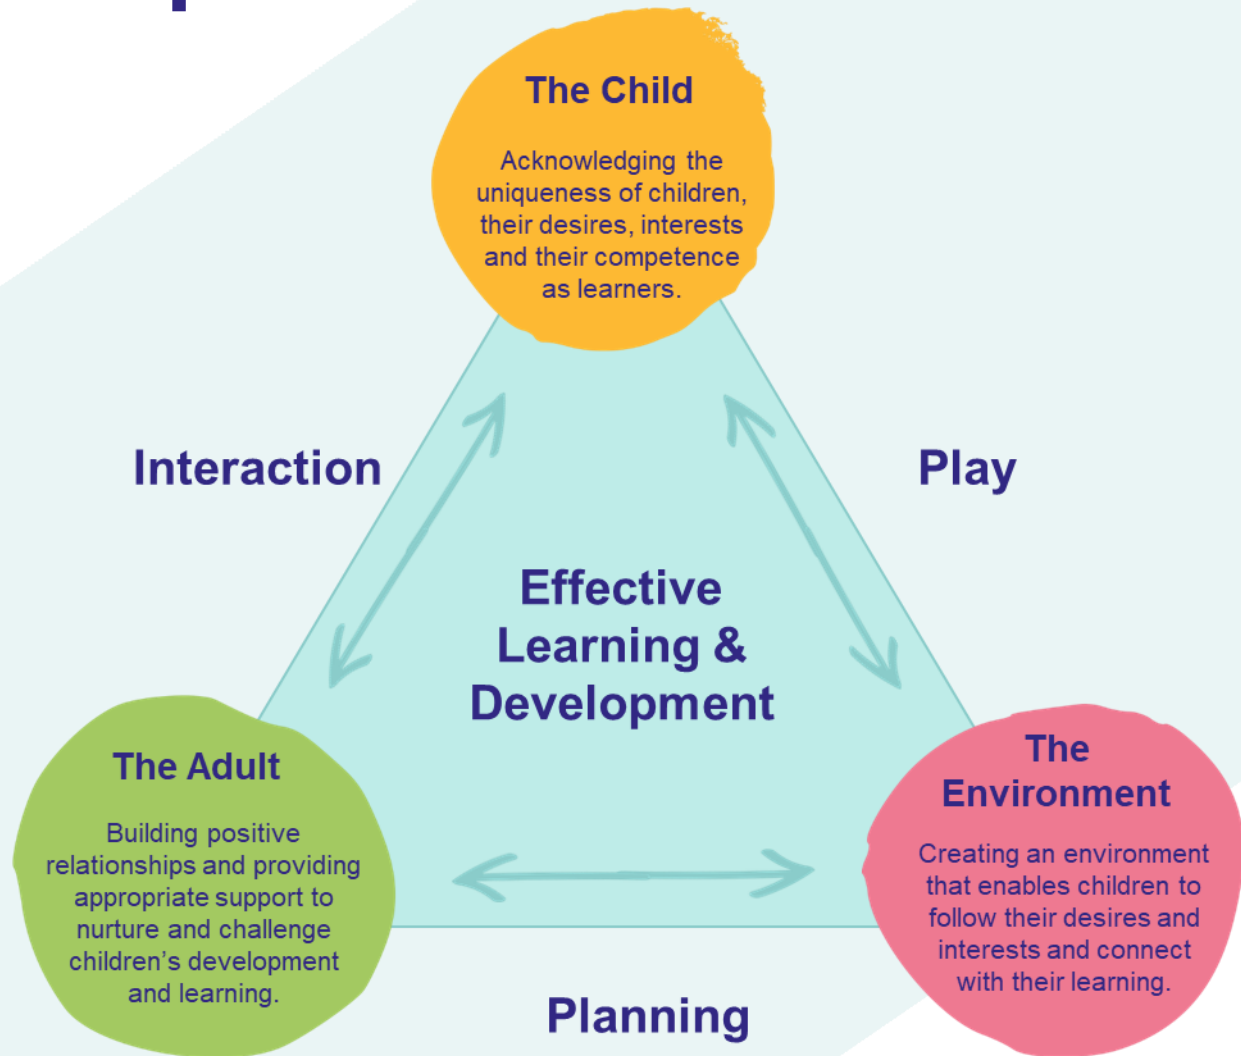 The Child
Acknowledging the
uniqueness of children,
their desires, interests
and their competence
as learners.
Interaction
Play
Effective
Learning &
Development
The Adult
Building positive
relationships and providing
appropriate support to
nurture and challenge
children’s development
and learning.
The
Environment
Creating an environment
that enables children to
follow their desires and
interests and connect
with their learning.
Planning